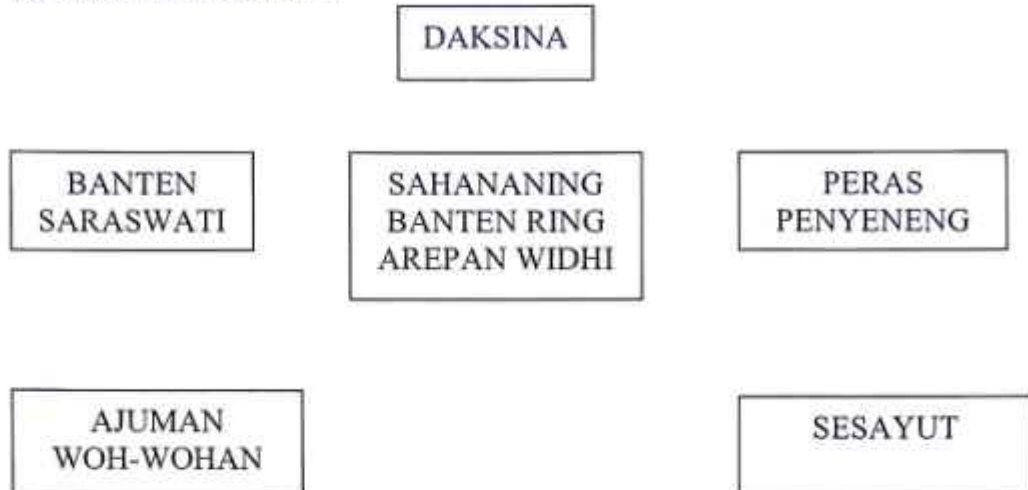 DAKSINA
BANTEN
SARASWATI
SAHANANING
BANTEN RING
AREPAN WIDHI
PERAS
PENYENENG
AJUMAN
WOH-WOHAN
SESAYUT